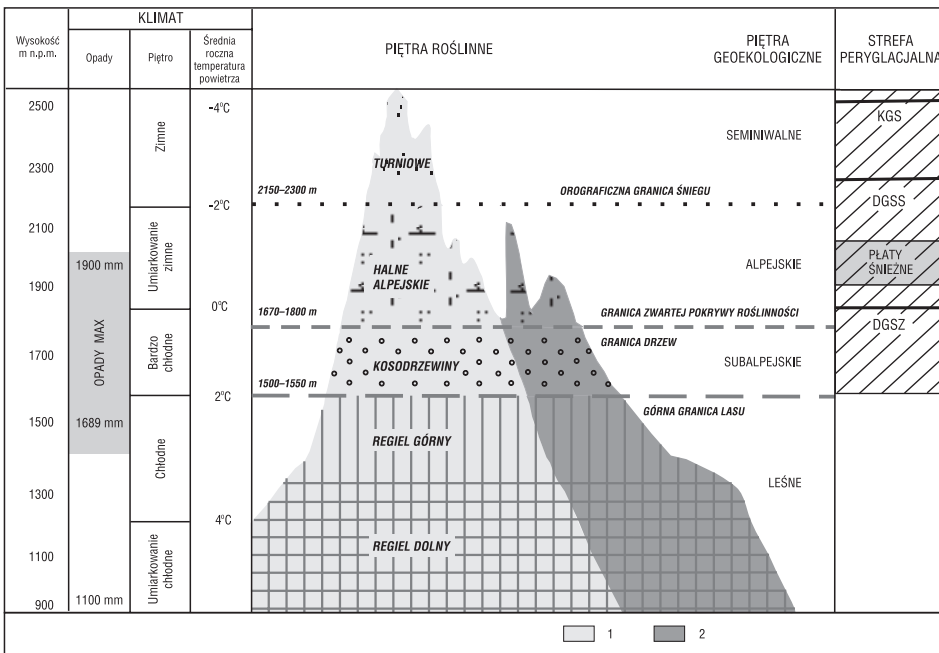 KLIMAT
Wysokość
m n.p.m.
Opady
Piętro
Średnia
roczna
temperatura
powietrza
PIĘTRA ROŚLINNE
PIĘTRA
GEOEKOLOGICZNE
STREFA
PERYGLACJALNA
2500
2300
2100
1900
1700
1500
1300
1100
900
1900 mm
OPADY MAX
1689 mm
1100 mm
Zimne
Umiarkowanie
zimne
Bardzo
chłodne
Chłodne
Umiarkowanie
chłodne
-4°C
-2°C
0°C
2°C
4°C
TURNIOWE
2150–2300 m
OROGRAFICZNA GRANICA ŚNIEGU
HALNE
ALPEJSKIE
1670–1800 m
GRANICA ZWARTEJ POKRYWY ROŚLINNOŚCI
GRANICA DRZEW
KOSODRZEWINY
1500–1550 m
GÓRNA GRANICA LASU
REGIEL GÓRNY
REGIEL DOLNY
SEMINIWALNE
ALPEJSKIE
SUBALPEJSKIE
LEŚNE
KGS
DGSS
PŁATY
ŚNIEŻNE
DGSZ
1
2